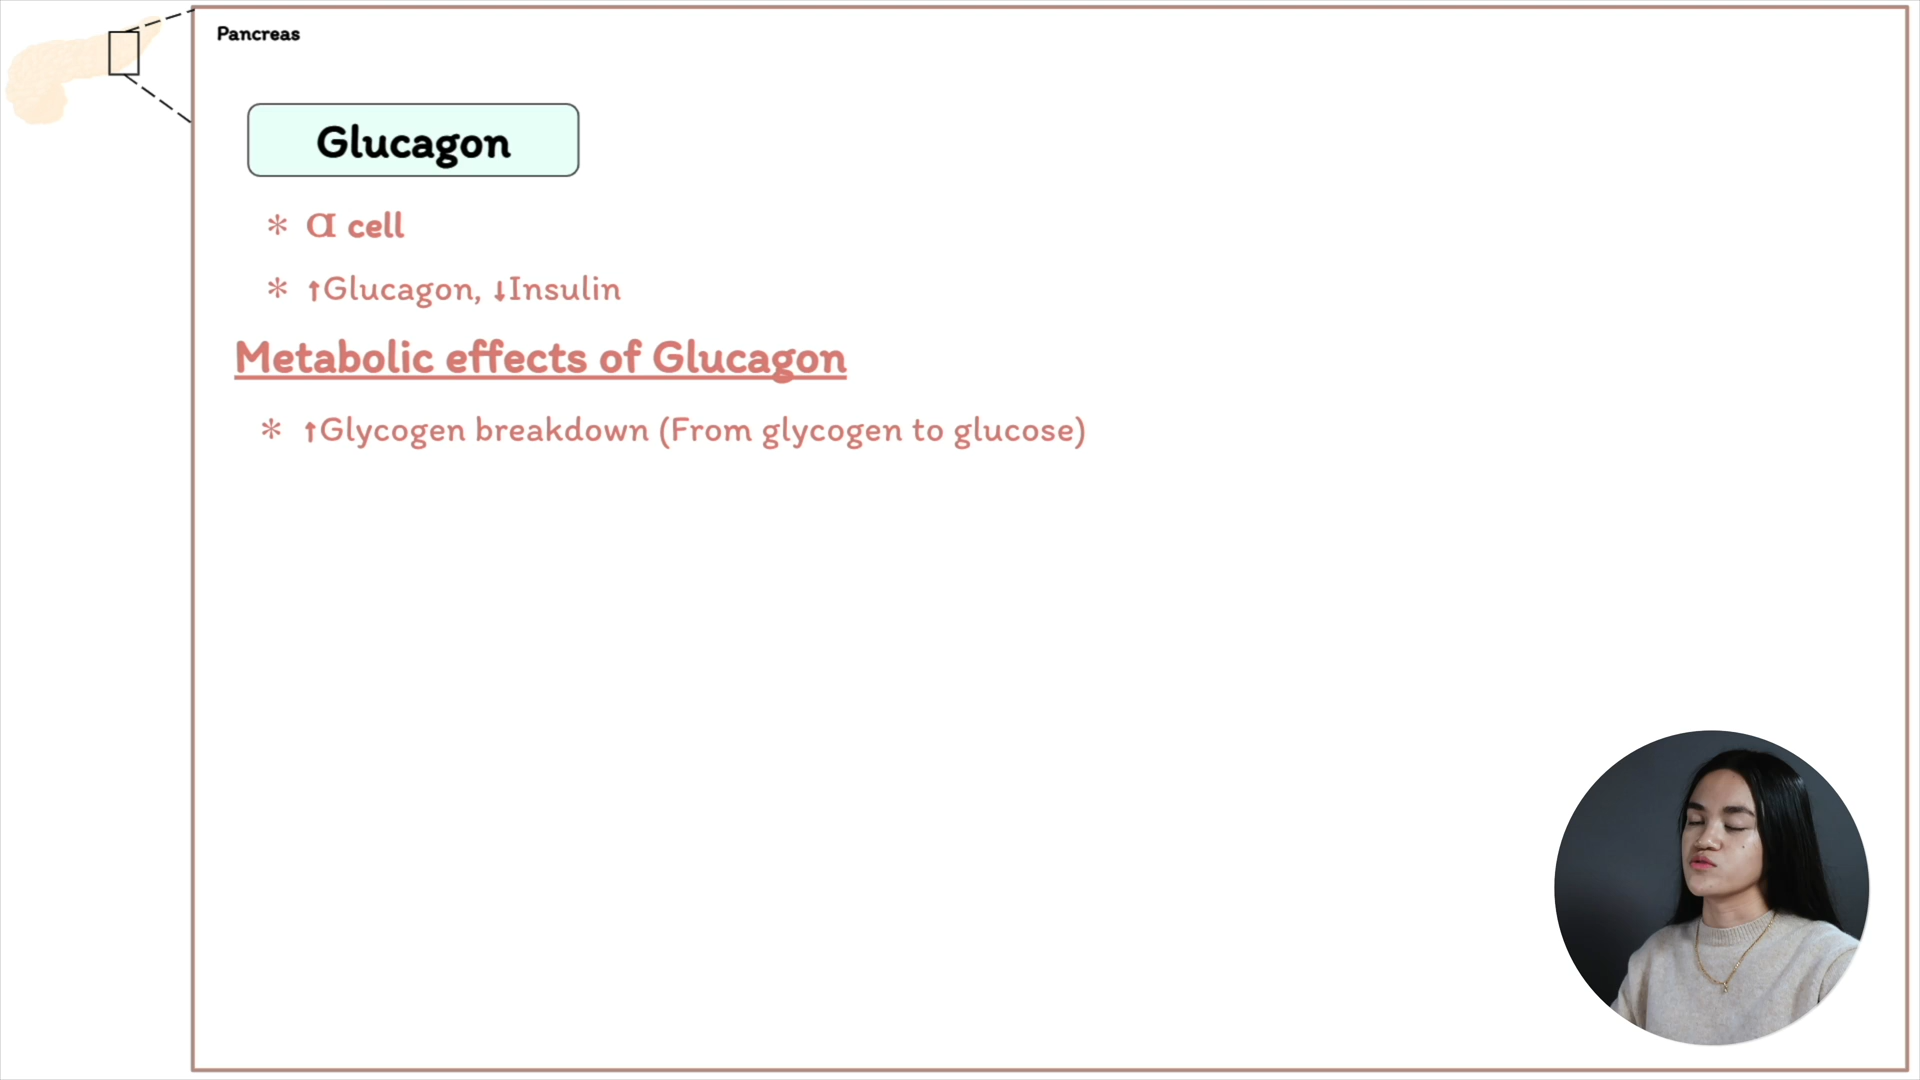 Pancreas
Glucagon
* α cell
* ↑Glucagon, ↓Insulin
Metabolic effects of Glucagon
* ↑Glycogen breakdown (From glycogen to glucose)